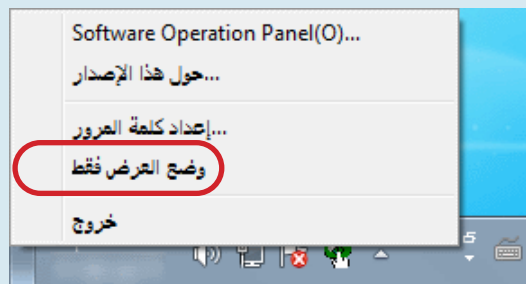 Software Operation Panel(O)...
حول هذا الإصدار...
إعداد كلمة المرور...
وضع العرض فقط
خروج